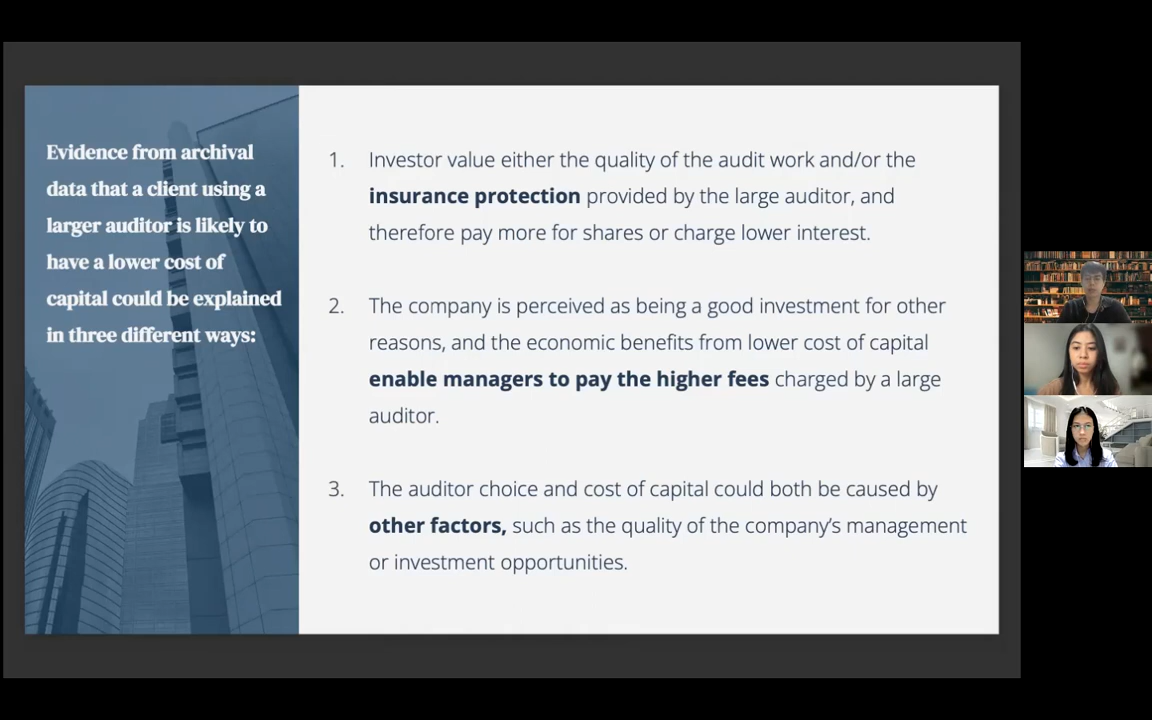 Evidence from archival
data that a client using a
larger auditor is likely to
have a lower cost of
capital could be explained
in three different ways:
1. Investor value either the quality of the audit work and/or the
insurance protection provided by the large auditor, and
therefore pay more for shares or charge lower interest.
2. The company is perceived as being a good investment for other
reasons, and the economic benefits from lower cost of capital
enable managers to pay the higher fees charged by a large
auditor.
3. The auditor choice and cost of capital could both be caused by
other factors, such as the quality of the company’s management
or investment opportunities.